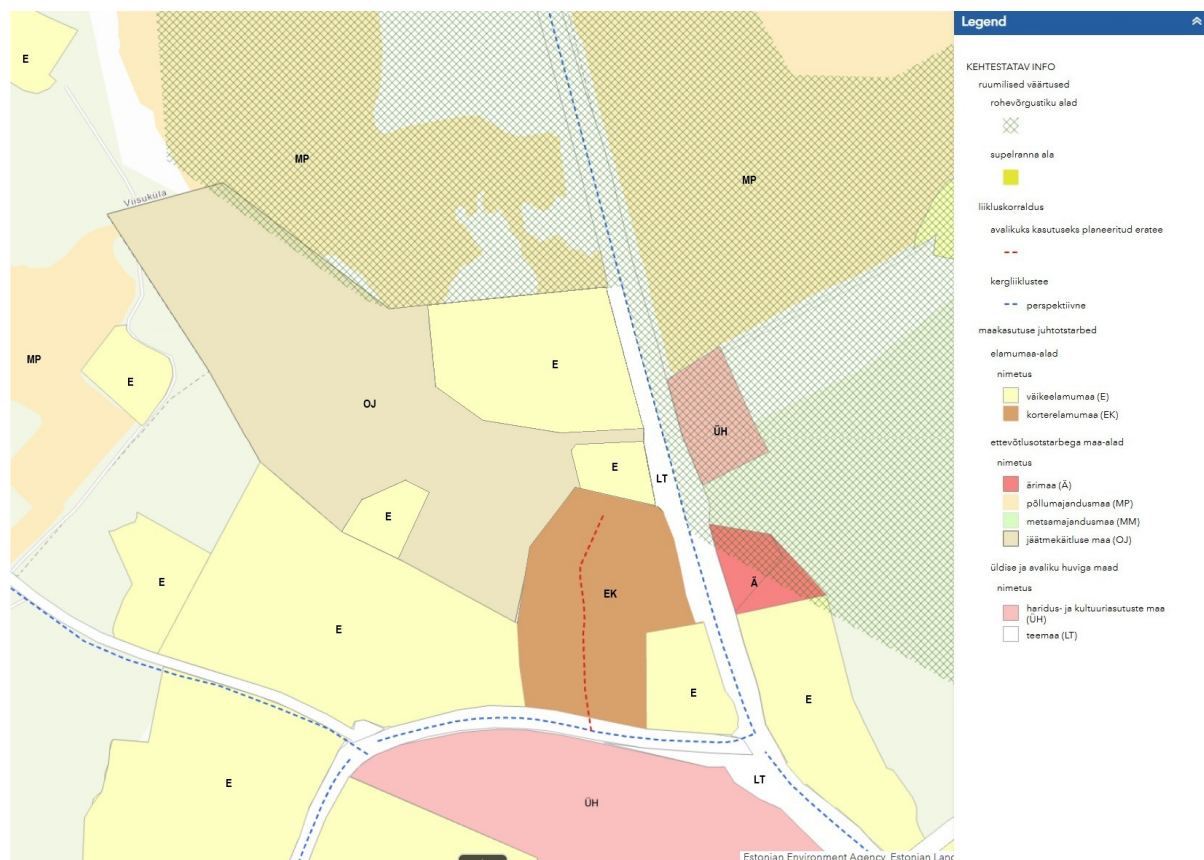 E
MP
MP
Viisuküla
MP
E
OJ
E
E
ÜH
LT
E
E
E
EK
Ä
E
E
E
E
ÜH
LT
Estonian Environment Agency, Estonian Land
Legend
KEHTESTATAV INFO
ruumilised väärtused
rohevõrgustiku alad
supelranna ala
liikluskorraldus
avalikuks kasutuseks planeeritud eratee
kergliiklustee
perspektiivne
maakasutuse juhtotstarbed
elamumaa-alad
nimetus
väikeelamumaa (E)
korterelamumaa (EK)
ettevõtlusotstarbega maa-alad
nimetus
ärimaa (Ä)
põllumajandusmaa (MP)
metsamajandusmaa (MM)
jäätmekäitluse maa (OJ)
üldise ja avaliku huviga maad
nimetus
haridus- ja kultuuriasutuste maa
(ÜH)
teemaa (LT)